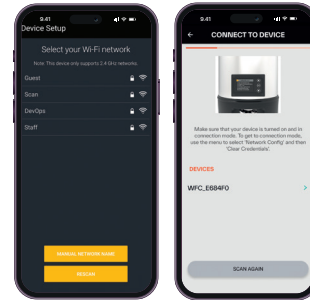 9.41
Device Setup
Select your Wi-Fi network
Note: This device only supports 2.4 Ghz networks.
Guest
Scan
DevOps
Staff
MANUAL NETWORK NAME
RESCAN
9.41
CONNECT TO DEVICE
Make sure that your device is turned on and in
connection mode. To get to connection mode,
use the menu to select 'Network Config' and then
'Clear Credentials'.
DEVICES
WFC_E684F0
SCAN AGAIN